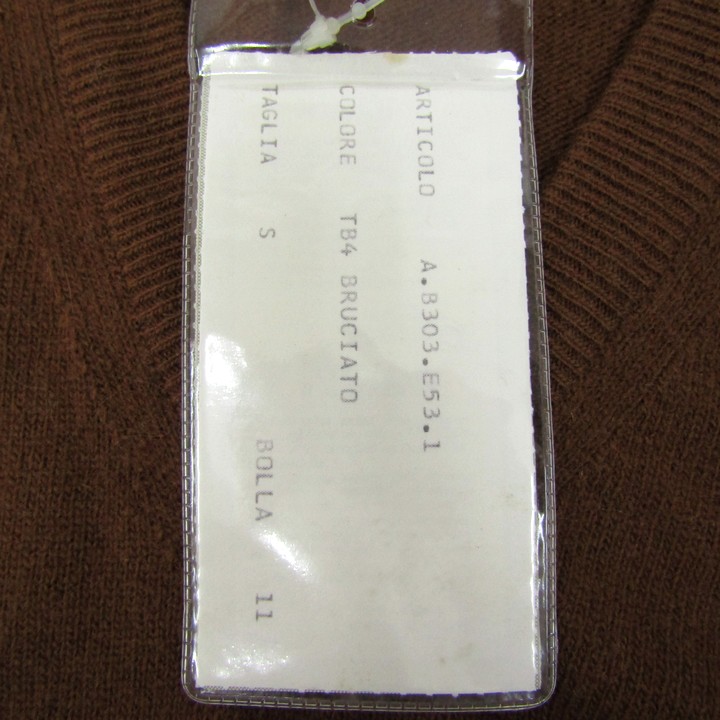 ARTICOLO A.B303.E53.1
COLORE TB4 BRUCIATO
TAGLIA S BOLLA 11